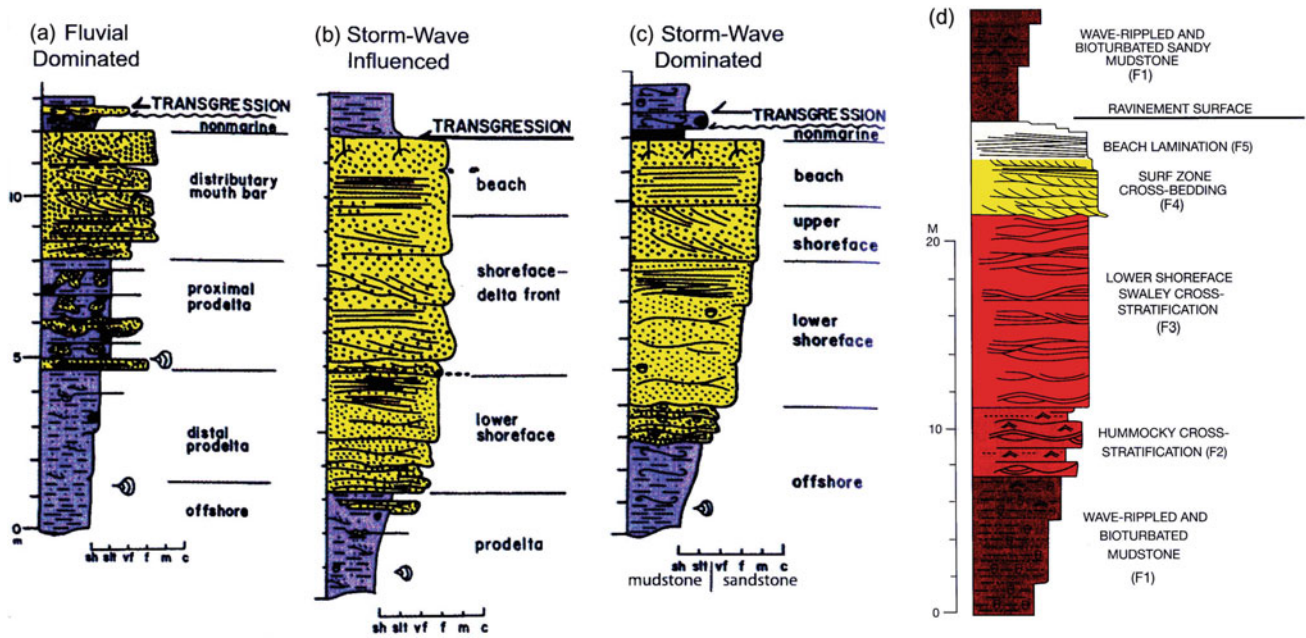 (a) Fluvial
Dominated
TRANSGRESSION
nonmarine
distributary
mouth bar
10
proximal
prodelta
5
distal
prodelta
offshore
0
m
sh slt vf f m c
(b) Storm-Wave
Influenced
TRANSGRESSION
beach
shoreface-
delta front
lower
shoreface
prodelta
sh slt vf f m c
(c) Storm-Wave
Dominated
TRANSGRESSION
nonmarine
beach
upper
shoreface
lower
shoreface
offshore
sh slt vf f m c
mudstone sandstone
(d)
WAVE-RIPPLED AND
BIOTURBATED SANDY
MUDSTONE
(F1)
RAVINEMENT SURFACE
BEACH LAMINATION (F5)
SURF ZONE
CROSS-BEDDING
(F4)
M
20
LOWER SHOREFACE
SWALEY CROSS-
STRATIFICATION
(F3)
10
HUMMOCKY CROSS-
STRATIFICATION (F2)
WAVE-RIPPLED AND
BIOTURBATED
MUDSTONE
(F1)
0